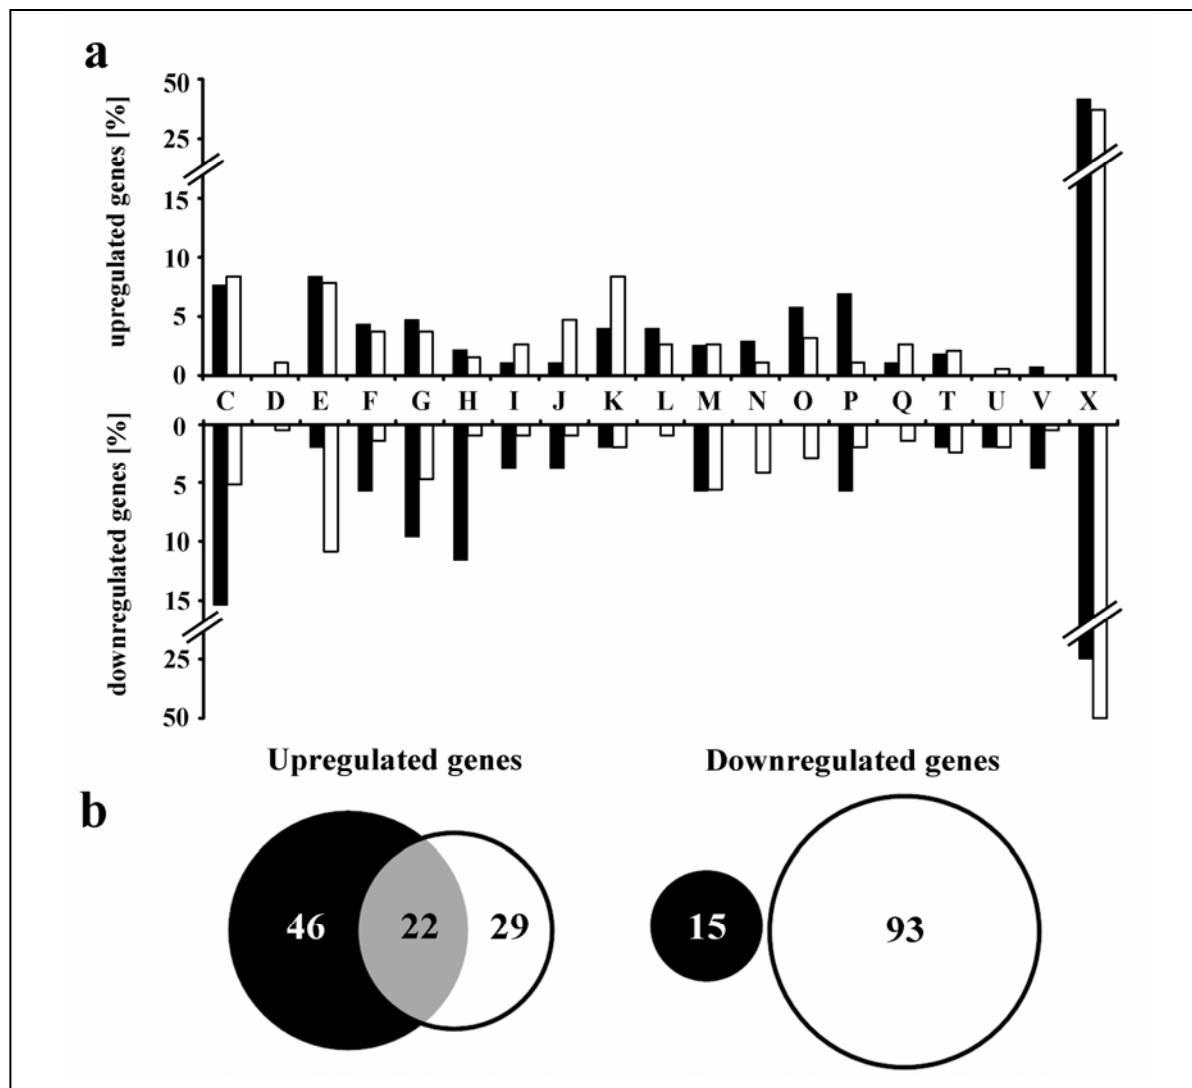 a
upregulated genes [%]
50
25
15
10
5
0
C D E F G H I J K L M N O P Q T U V X
downregulated genes [%]
0
5
10
15
25
50
Upregulated genes
Downregulated genes
b
46 22 29
15 93